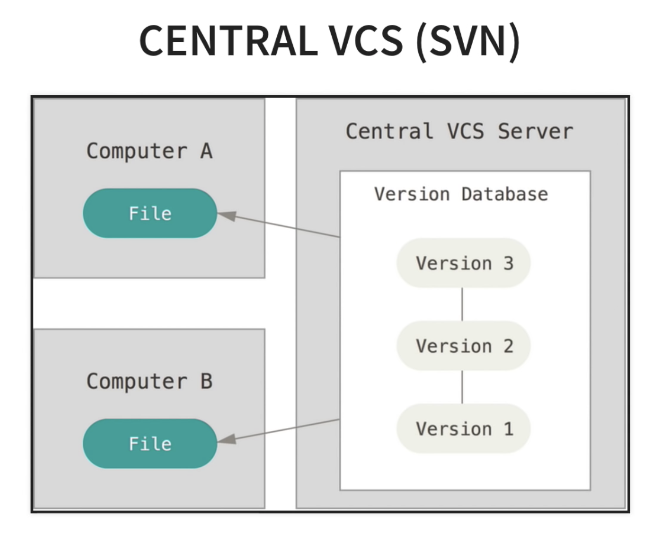 CENTRAL VCS (SVN)
Computer A
File
Computer B
File
Central VCS Server
Version Database
Version 3
Version 2
Version 1